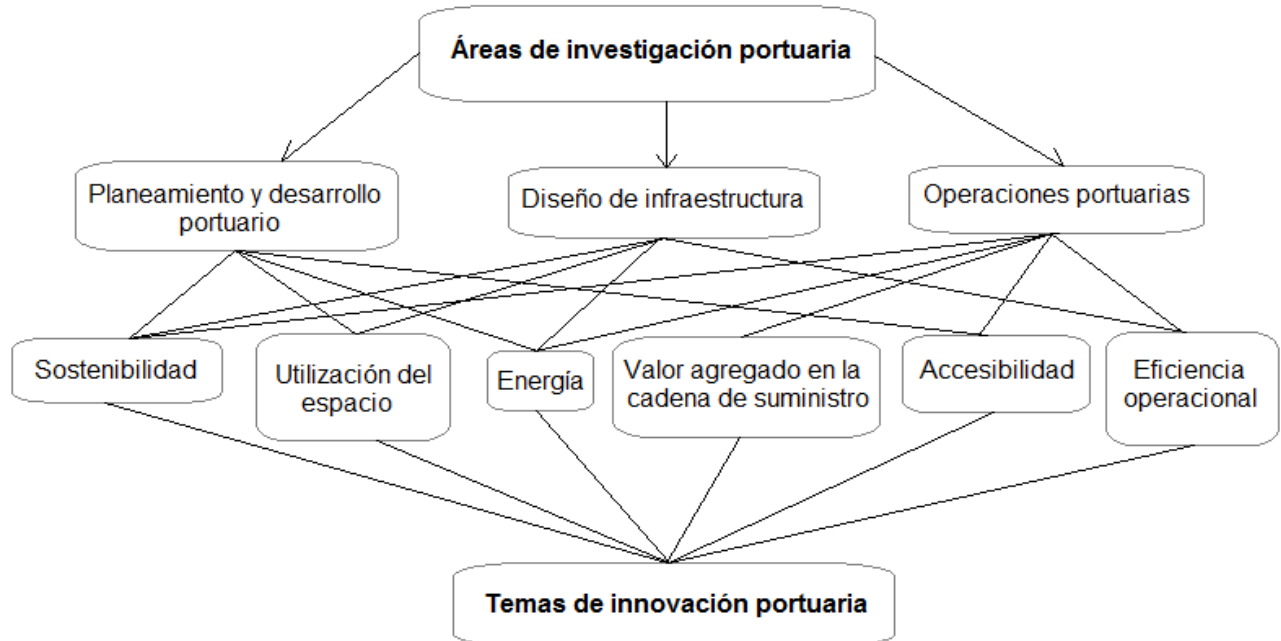 Áreas de investigación portuaria
Planeamiento y desarrollo
portuario
Diseño de infraestructura
Operaciones portuarias
Sostenibilidad
Utilización del
espacio
Energía
Valor agregado en la
cadena de suministro
Accesibilidad
Eficiencia
operacional
Temas de innovación portuaria